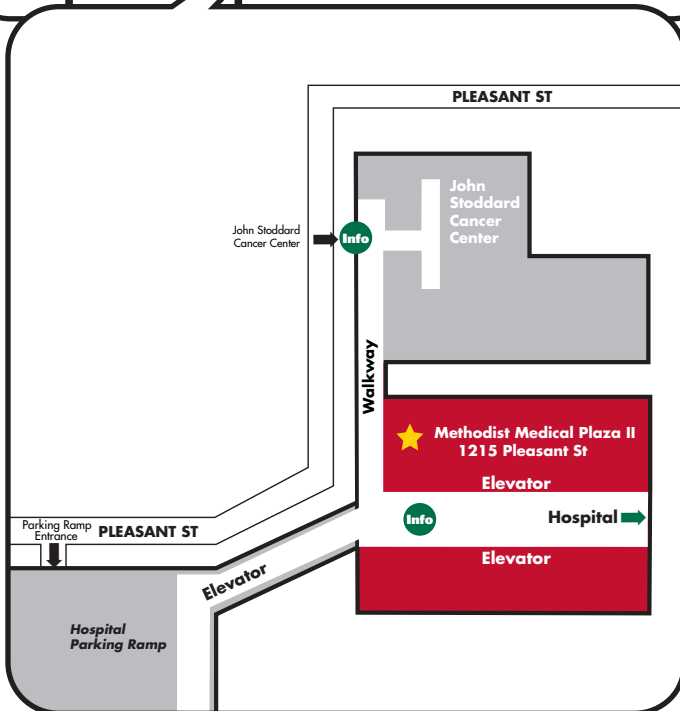 PLEASANT ST
John
Stoddard
Cancer
Center
John Stoddard
Cancer Center
Info
Walkway
Methodist Medical Plaza II
1215 Pleasant St
Elevator
Info
Hospital
Elevator
Parking Ramp
Entrance
PLEASANT ST
Elevator
Hospital
Parking Ramp